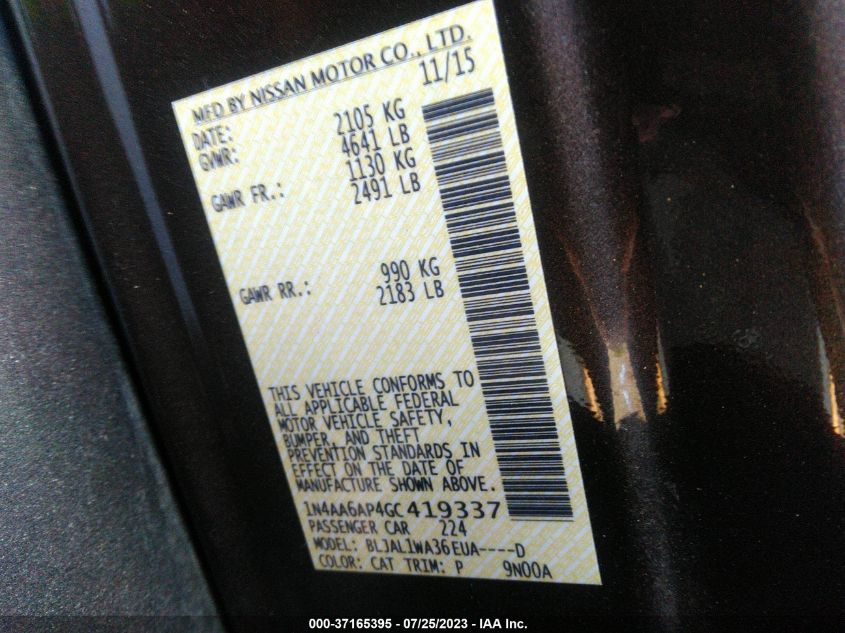 MFD BY NISSAN MOTOR CO., LTD.
DATE: 11/15
GVWR: 2105 KG
4641 LB
GAWR FR.: 1130 KG
2491 LB
GAWR RR.: 990 KG
2183 LB
THIS VEHICLE CONFORMS TO
ALL APPLICABLE FEDERAL
MOTOR VEHICLE SAFETY,
BUMPER, AND THEFT
PREVENTION STANDARDS IN
EFFECT ON THE DATE OF
MANUFACTURE SHOWN ABOVE.
1N4AA6AP4GC419337
PASSENGER CAR 224
MODEL: BLJAL1WA36EUA----D
COLOR: CAT TRIM: P 9N00A
000-37165395 - 07/25/2023 - IAA Inc.